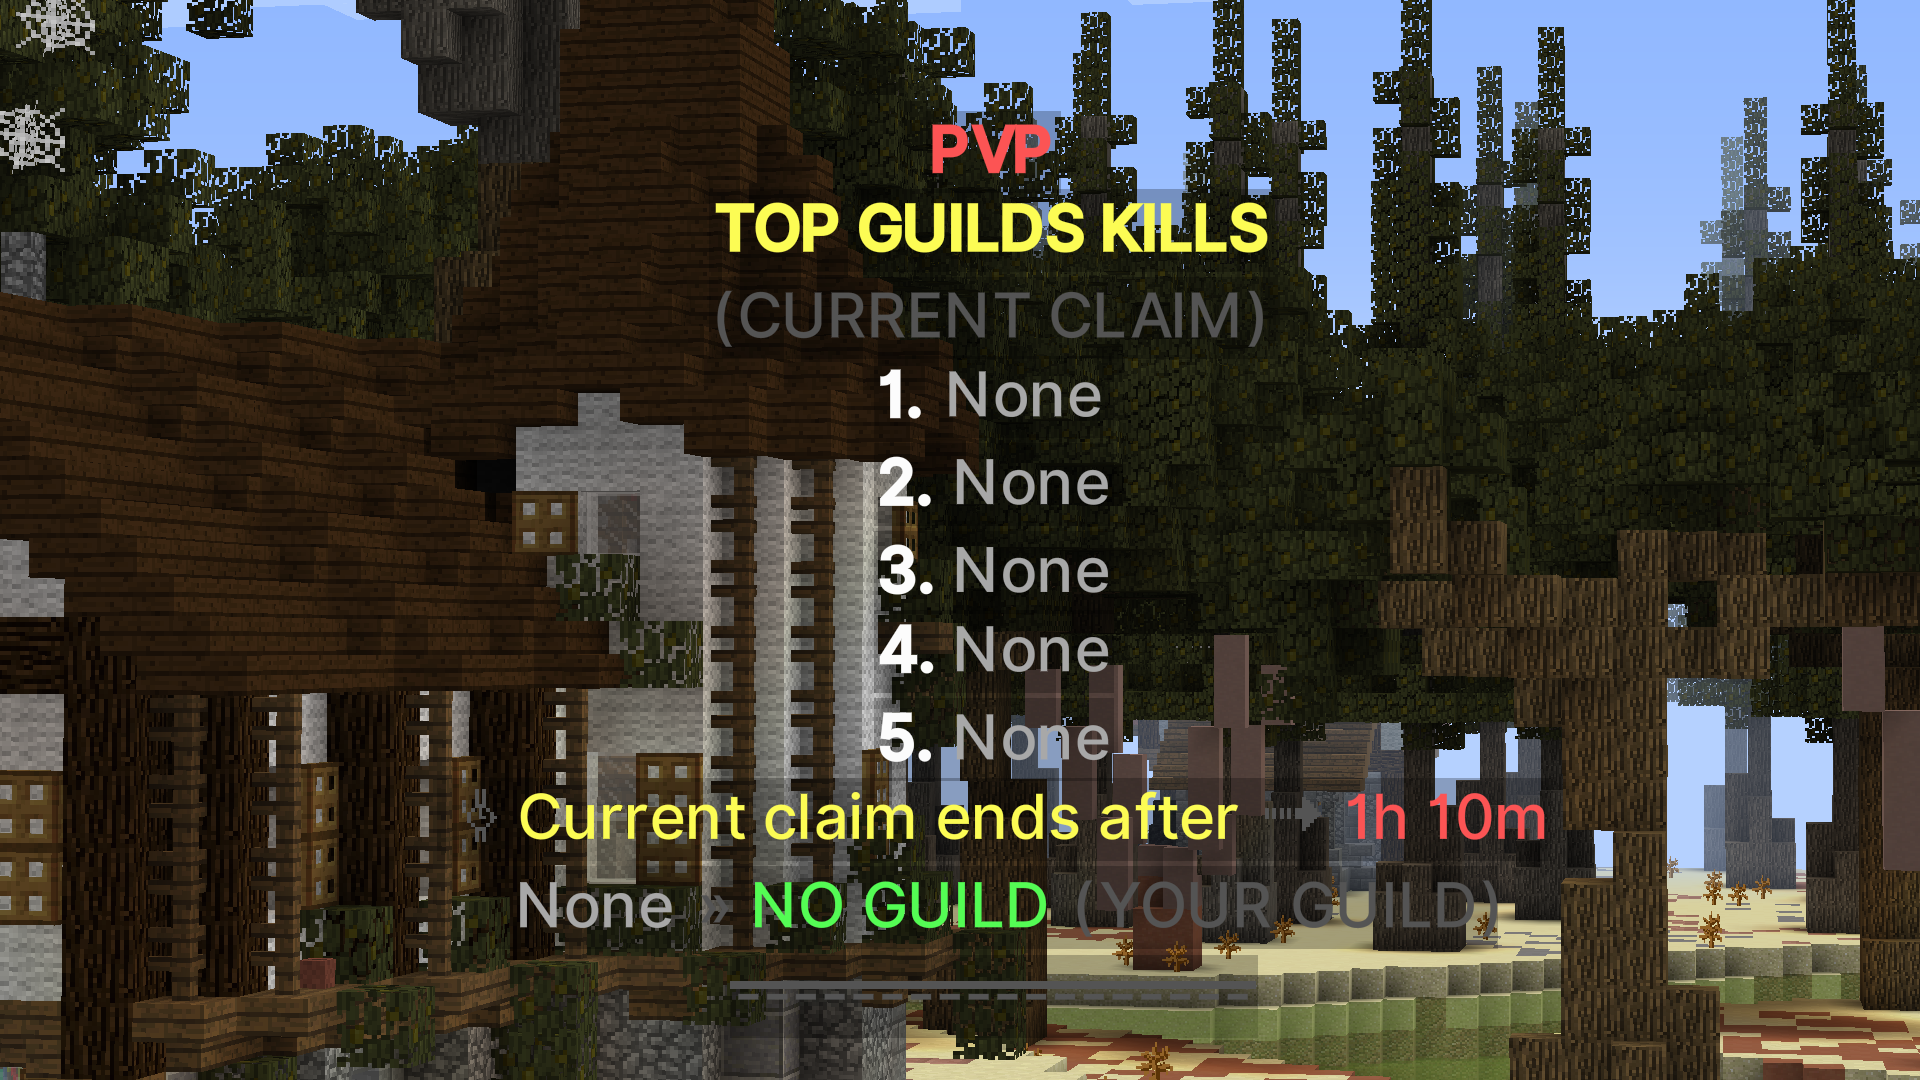 PVP
TOP GUILDS KILLS
(CURRENT CLAIM)
1. None
2. None
3. None
4. None
5. None
Current claim ends after ➟ 1h 10m
None » NO GUILD (YOUR GUILD)